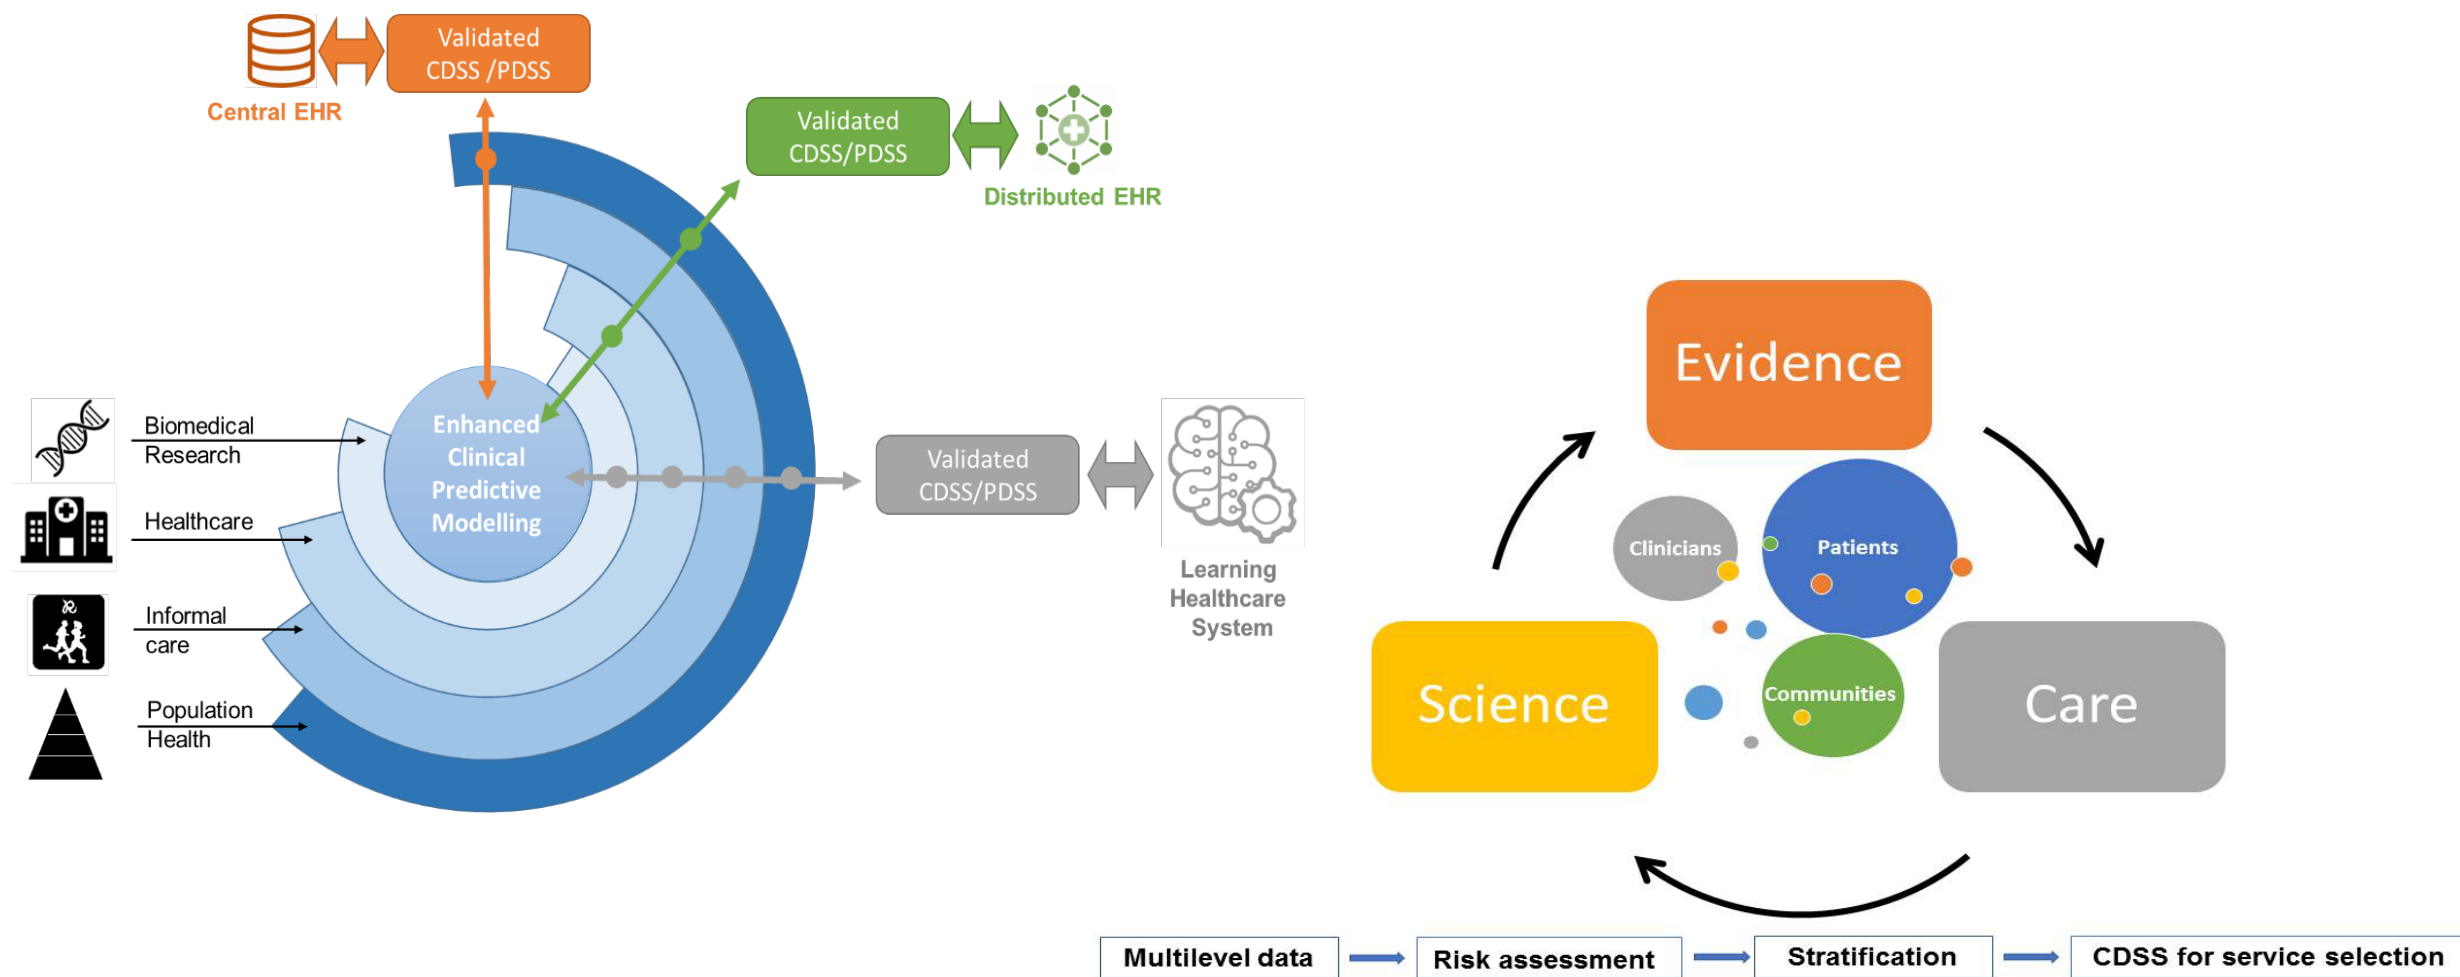 Validated
CDSS /PDSS
Central EHR
Validated
CDSS/PDSS
Distributed EHR
Biomedical
Research
Healthcare
Informal
care
Population
Health
Enhanced
Clinical
Predictive
Modelling
Validated
CDSS/PDSS
Learning
Healthcare
System
Evidence
Clinicians
Patients
Science
Communities
Care
Multilevel data
Risk assessment
Stratification
CDSS for service selection